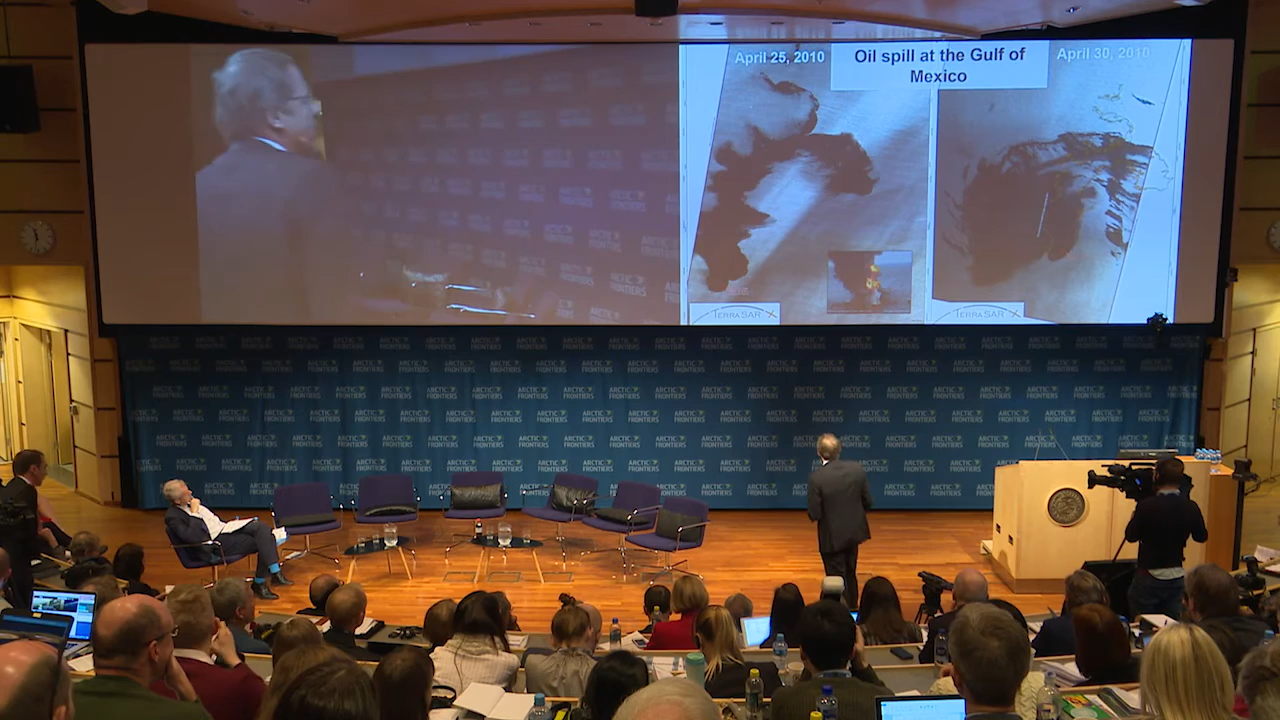 April 25, 2010
Oil spill at the Gulf of
Mexico
April 30, 2010
TERRASAR X
TERRASAR X
ARCTIC
FRONTIERS